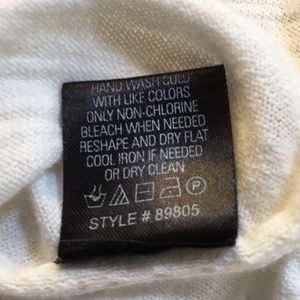 HAND WASH COLD
WITH LIKE COLORS
ONLY NON-CHLORINE
BLEACH WHEN NEEDED
RESHAPE AND DRY FLAT
COOL IRON IF NEEDED
OR DRY CLEAN
P
STYLE # 89805